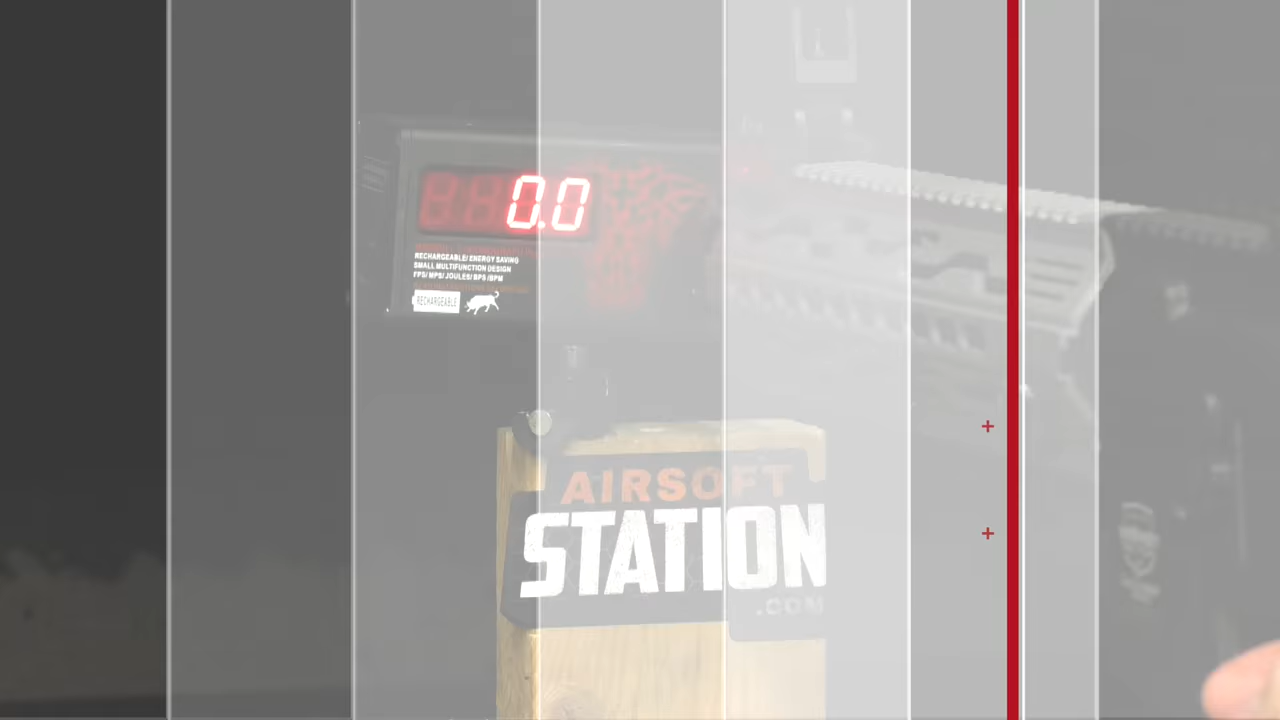 0.0
RECHARGEABLE/ ENERGY SAVING
SMALL MULTIFUNCTION DESIGN
FPS/ MPS/ JOULES/ BPS /BPM
RECHARGEABLE
AIRSOFT
STATION
.COM